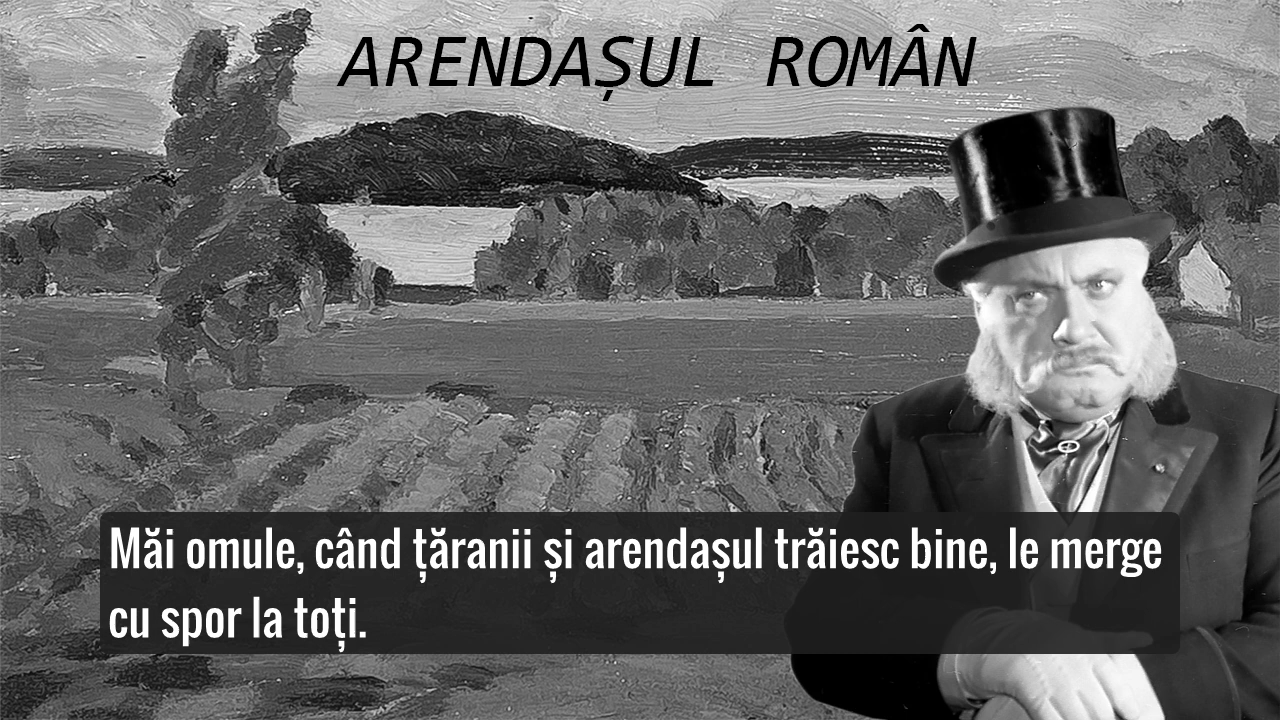 ARENDAȘUL ROMÂN
Măi omule, când țăranii și arendașul trăiesc bine, le merge
cu spor la toți.